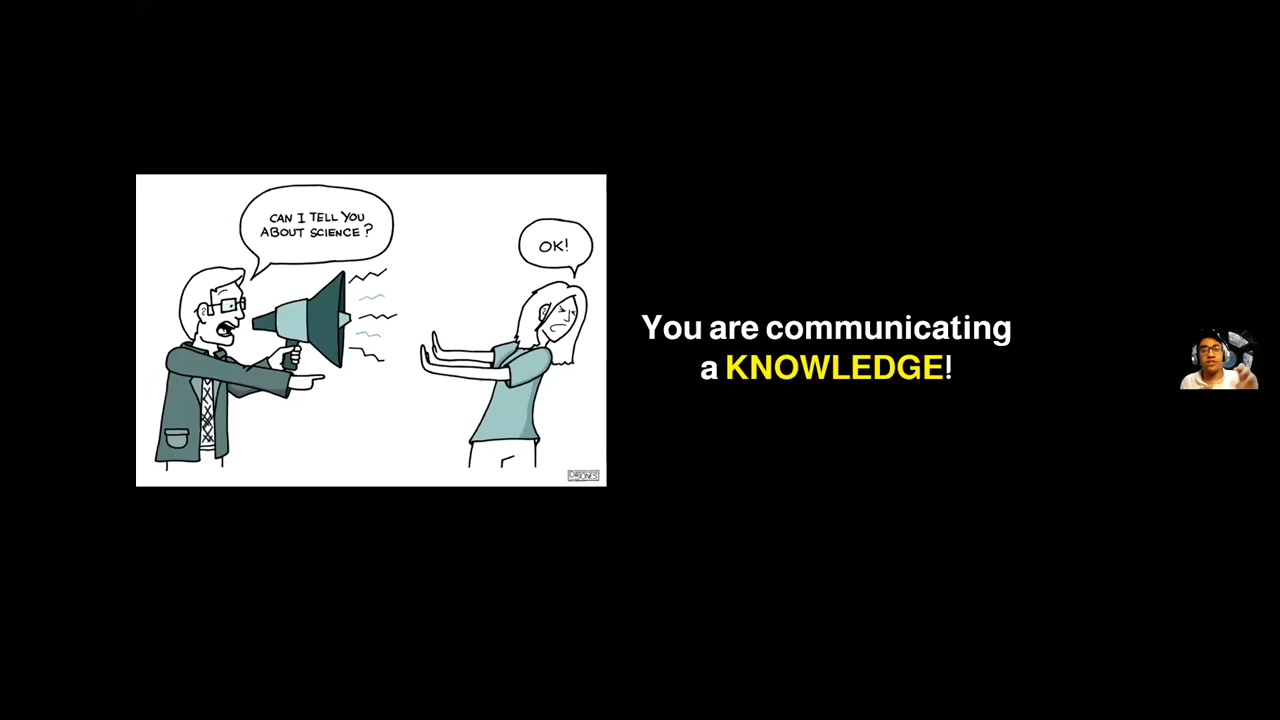 CAN I TELL YOU
ABOUT SCIENCE?
OK!
You are communicating
a KNOWLEDGE!